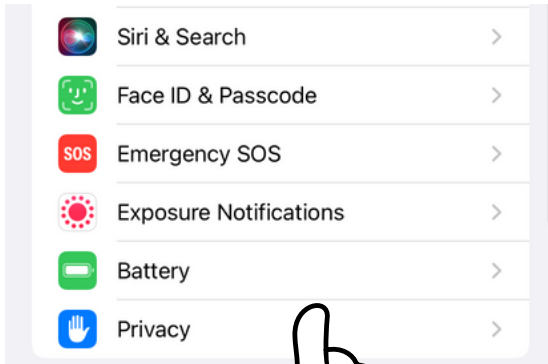 Siri & Search
Face ID & Passcode
SOS Emergency SOS
Exposure Notifications
Battery
Privacy